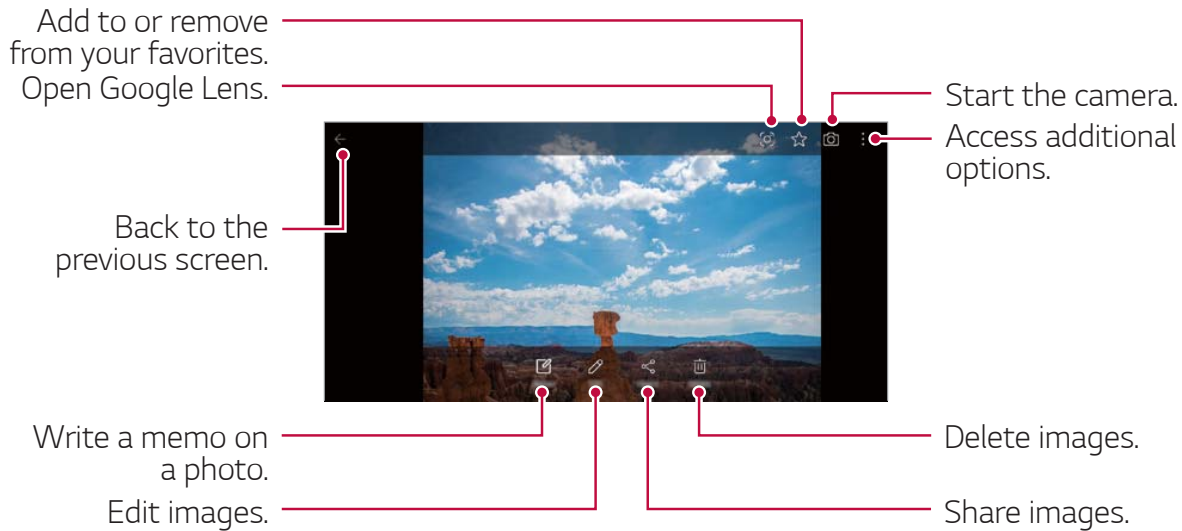 Add to or remove
from your favorites.
Open Google Lens.
Start the camera.
Access additional
options.
Back to the
previous screen.
Write a memo on
a photo.
Edit images.
Delete images.
Share images.